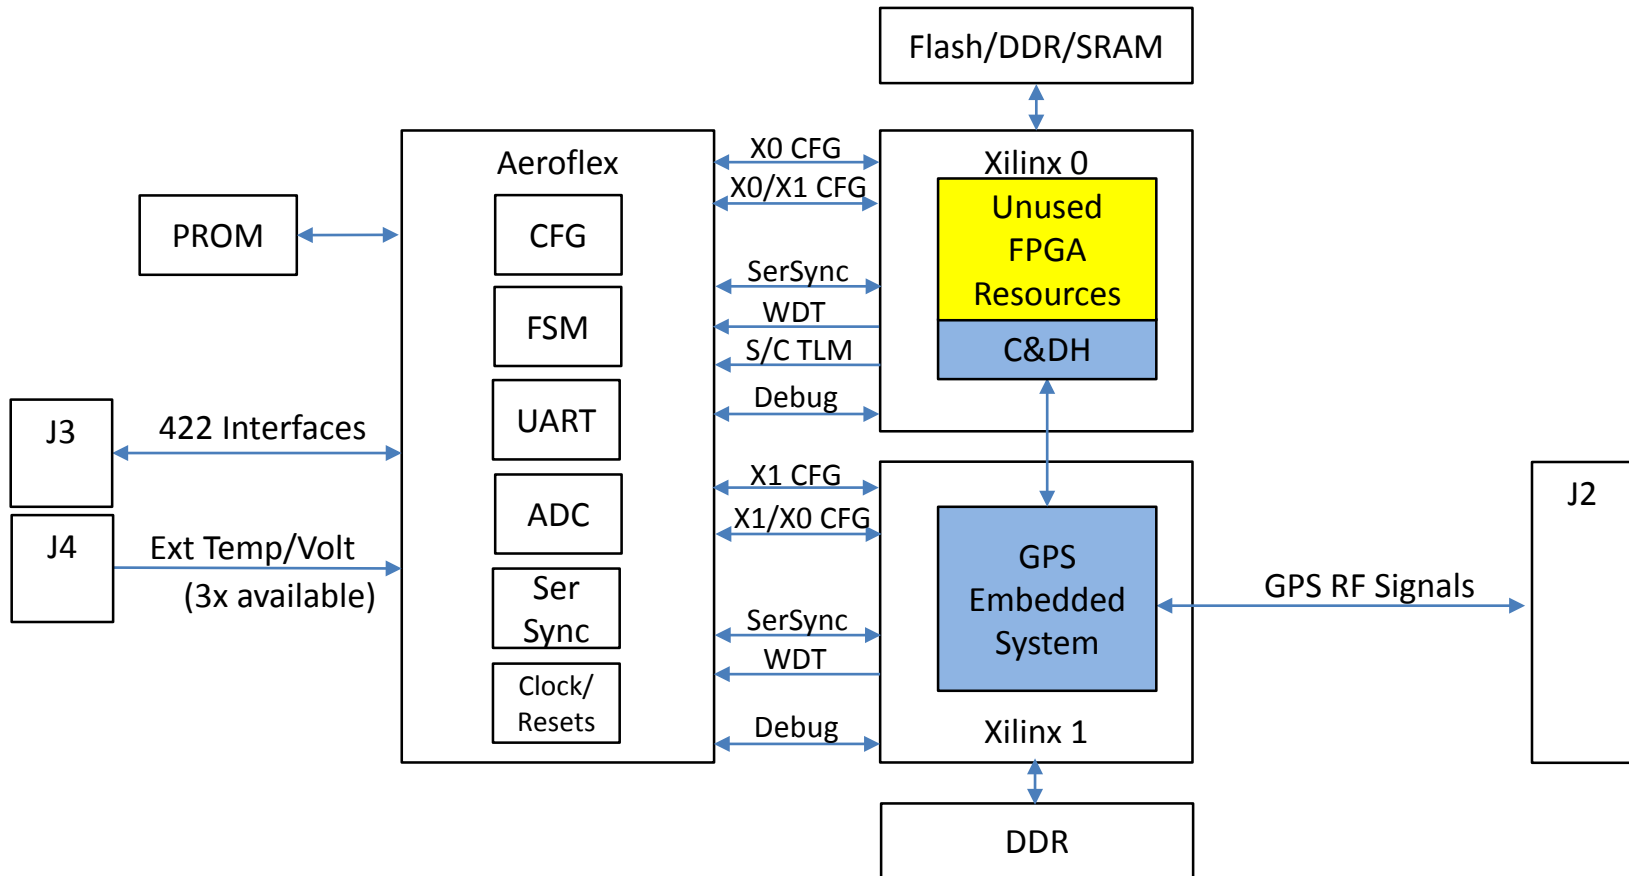 Flash/DDR/SRAM
Aeroflex
X0 CFG
Xilinx 0
X0/X1 CFG
Unused
FPGA
Resources
PROM
CFG
SerSync
FSM
WDT
S/C TLM
C&DH
Debug
UART
J3
422 Interfaces
X1 CFG
J2
ADC
X1/X0 CFG
J4
Ext Temp/Volt
(3x available)
GPS
Embedded
System
GPS RF Signals
Ser
Sync
SerSync
WDT
Clock/
Resets
Debug
Xilinx 1
DDR